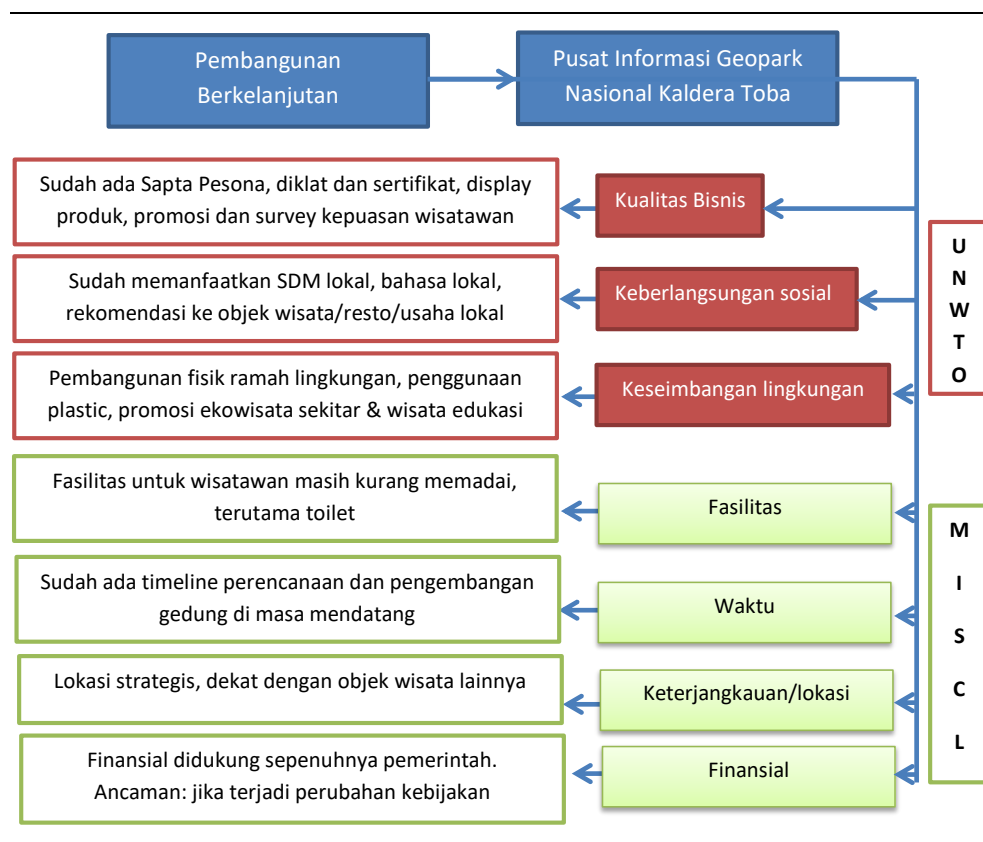 Pembangunan
Berkelanjutan
Pusat Informasi Geopark
Nasional Kaldera Toba
Sudah ada Sapta Pesona, diklat dan sertifikat, display
produk, promosi dan survey kepuasan wisatawan
Kualitas Bisnis
Sudah memanfaatkan SDM lokal, bahasa lokal,
rekomendasi ke objek wisata/resto/usaha lokal
Keberlangsungan sosial
Pembangunan fisik ramah lingkungan, penggunaan
plastic, promosi ekowisata sekitar & wisata edukasi
Keseimbangan lingkungan
U
N
W
T
O
Fasilitas untuk wisatawan masih kurang memadai,
terutama toilet
Fasilitas
Sudah ada timeline perencanaan dan pengembangan
gedung di masa mendatang
Waktu
Lokasi strategis, dekat dengan objek wisata lainnya
Keterjangkauan/lokasi
Finansial didukung sepenuhnya pemerintah.
Ancaman: jika terjadi perubahan kebijakan
Finansial
M
I
S
C
L